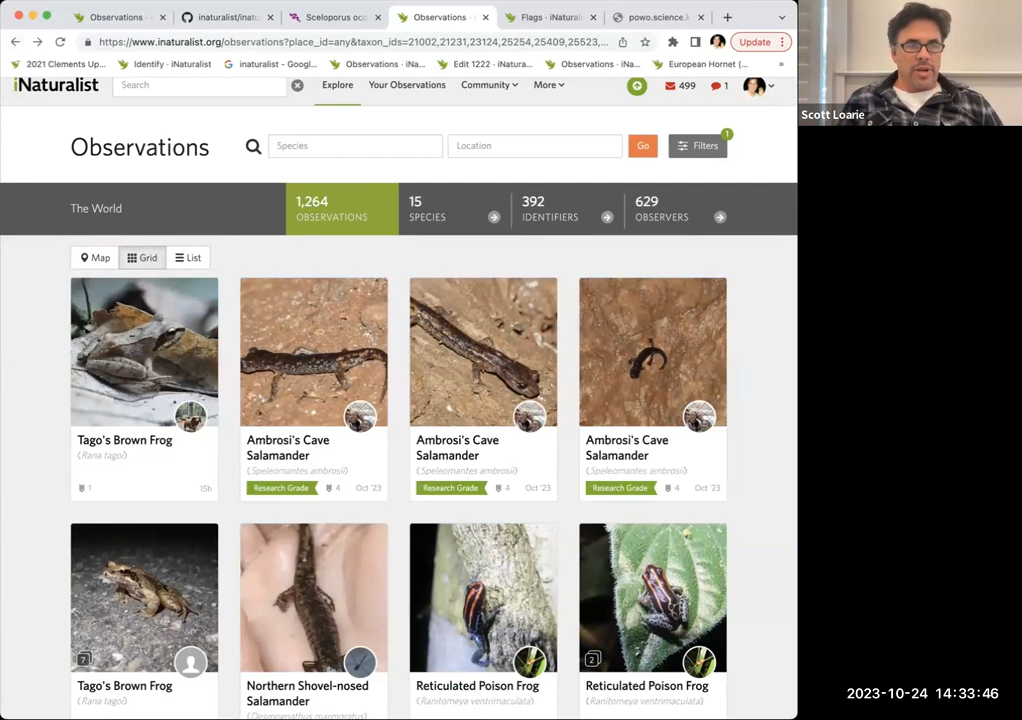 Observations · i
inaturalist/inatu
Sceloporus occ
Observations · i
Flags · iNatural
powo.science.k
https://www.inaturalist.org/observations?place_id=any&taxon_ids=21002,21231,23124,25254,25409,25523,...
Update
2021 Clements Up...
Identify · iNaturalist
inaturalist - Googl...
Observations · iNa...
Edit 1222 · iNatura...
Observations · iNa...
European Hornet (...
»
iNaturalist
Search
Explore
Your Observations
Community
More
499
1
Observations
Species
Location
Go
Filters
1
The World
1,264
OBSERVATIONS
15
SPECIES
392
IDENTIFIERS
629
OBSERVERS
Map
Grid
List
Tago's Brown Frog
(Rana tagoi)
1
15h
Ambrosi's Cave
Salamander
(Speleomantes ambrosii)
Research Grade
4
Oct '23
Ambrosi's Cave
Salamander
(Speleomantes ambrosii)
Research Grade
4
Oct '23
Ambrosi's Cave
Salamander
(Speleomantes ambrosii)
Research Grade
4
Oct '23
7
Tago's Brown Frog
(Rana tagoi)
Northern Shovel-nosed
Salamander
(Desmognathus marmoratus)
Reticulated Poison Frog
(Ranitomeya ventrimaculata)
2
Reticulated Poison Frog
(Ranitomeya ventrimaculata)
Scott Loarie
2023-10-24 14:33:46